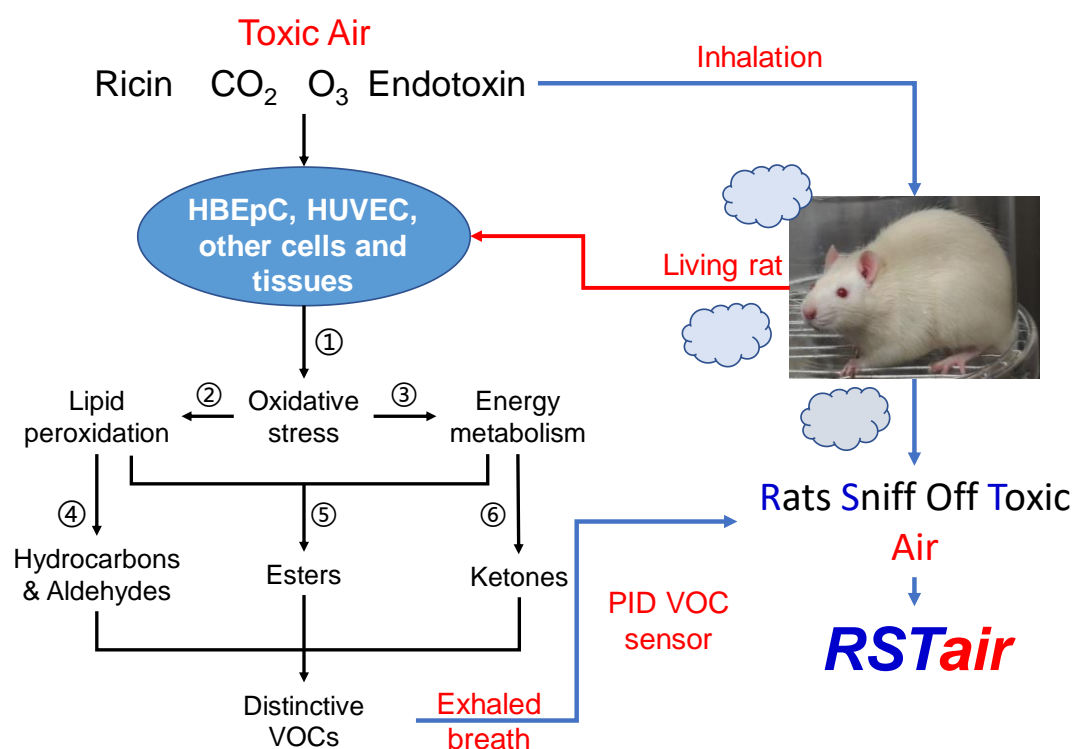 Toxic Air
Ricin CO₂ O₃ Endotoxin
Inhalation
HBEpC, HUVEC,
other cells and
tissues
Living rat
①
Lipid
peroxidation
②
Oxidative
stress
③
Energy
metabolism
④
⑤
⑥
Hydrocarbons
& Aldehydes
Esters
Ketones
Distinctive
VOCs
Exhaled
breath
PID VOC
sensor
Rats Sniff Off Toxic
Air
RSTair